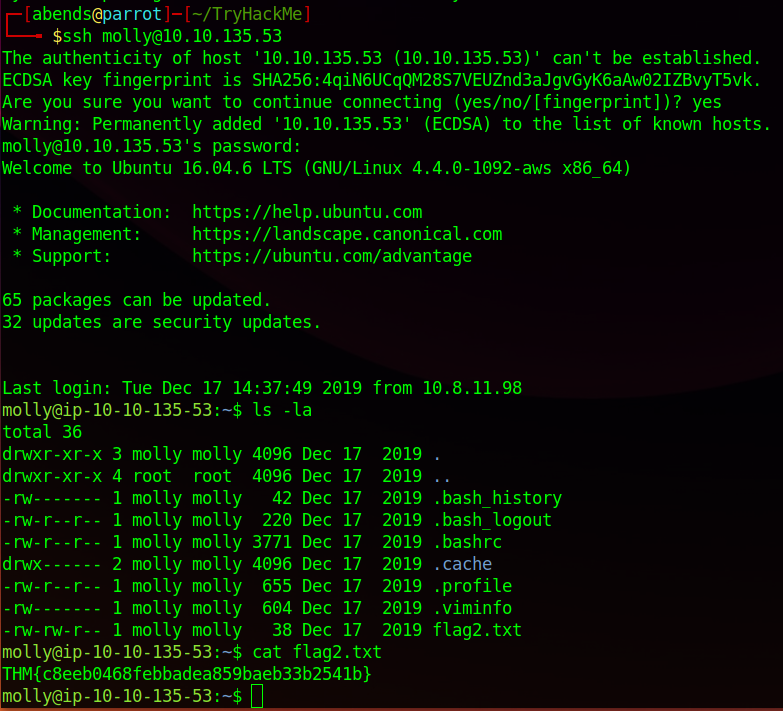 [abends@parrot]-[~/TryHackMe]
$ssh molly@10.10.135.53
The authenticity of host '10.10.135.53 (10.10.135.53)' can't be established.
ECDSA key fingerprint is SHA256:4qiN6UCqQM28S7VEUZnd3aJgvGyK6aAw02IZBvyT5vk.
Are you sure you want to continue connecting (yes/no/[fingerprint])? yes
Warning: Permanently added '10.10.135.53' (ECDSA) to the list of known hosts.
molly@10.10.135.53's password:
Welcome to Ubuntu 16.04.6 LTS (GNU/Linux 4.4.0-1092-aws x86_64)
* Documentation:  https://help.ubuntu.com
* Management:     https://landscape.canonical.com
* Support:        https://ubuntu.com/advantage
65 packages can be updated.
32 updates are security updates.
Last login: Tue Dec 17 14:37:49 2019 from 10.8.11.98
molly@ip-10-10-135-53:~$ ls -la
total 36
drwxr-xr-x 3 molly molly 4096 Dec 17  2019 .
drwxr-xr-x 4 root  root  4096 Dec 17  2019 ..
-rw------- 1 molly molly   42 Dec 17  2019 .bash_history
-rw-r--r-- 1 molly molly  220 Dec 17  2019 .bash_logout
-rw-r--r-- 1 molly molly 3771 Dec 17  2019 .bashrc
drwx------ 2 molly molly 4096 Dec 17  2019 .cache
-rw-r--r-- 1 molly molly  655 Dec 17  2019 .profile
-rw-r--r-- 1 molly molly  604 Dec 17  2019 .viminfo
-rw-rw-r-- 1 molly molly   38 Dec 17  2019 flag2.txt
molly@ip-10-10-135-53:~$ cat flag2.txt
THM{c8eeb0468febbadea859baeb33b2541b}
molly@ip-10-10-135-53:~$